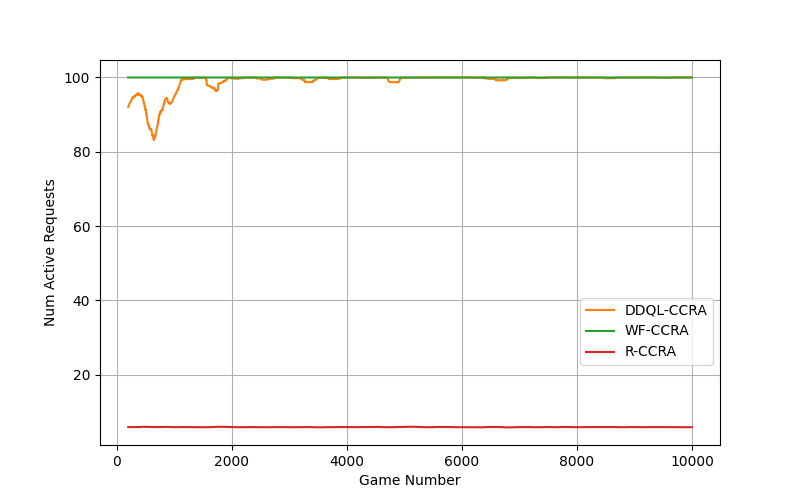 100
80
60
40
20
Num Active Requests
DDQL-CCRA
WF-CCRA
R-CCRA
0 2000 4000 6000 8000 10000
Game Number